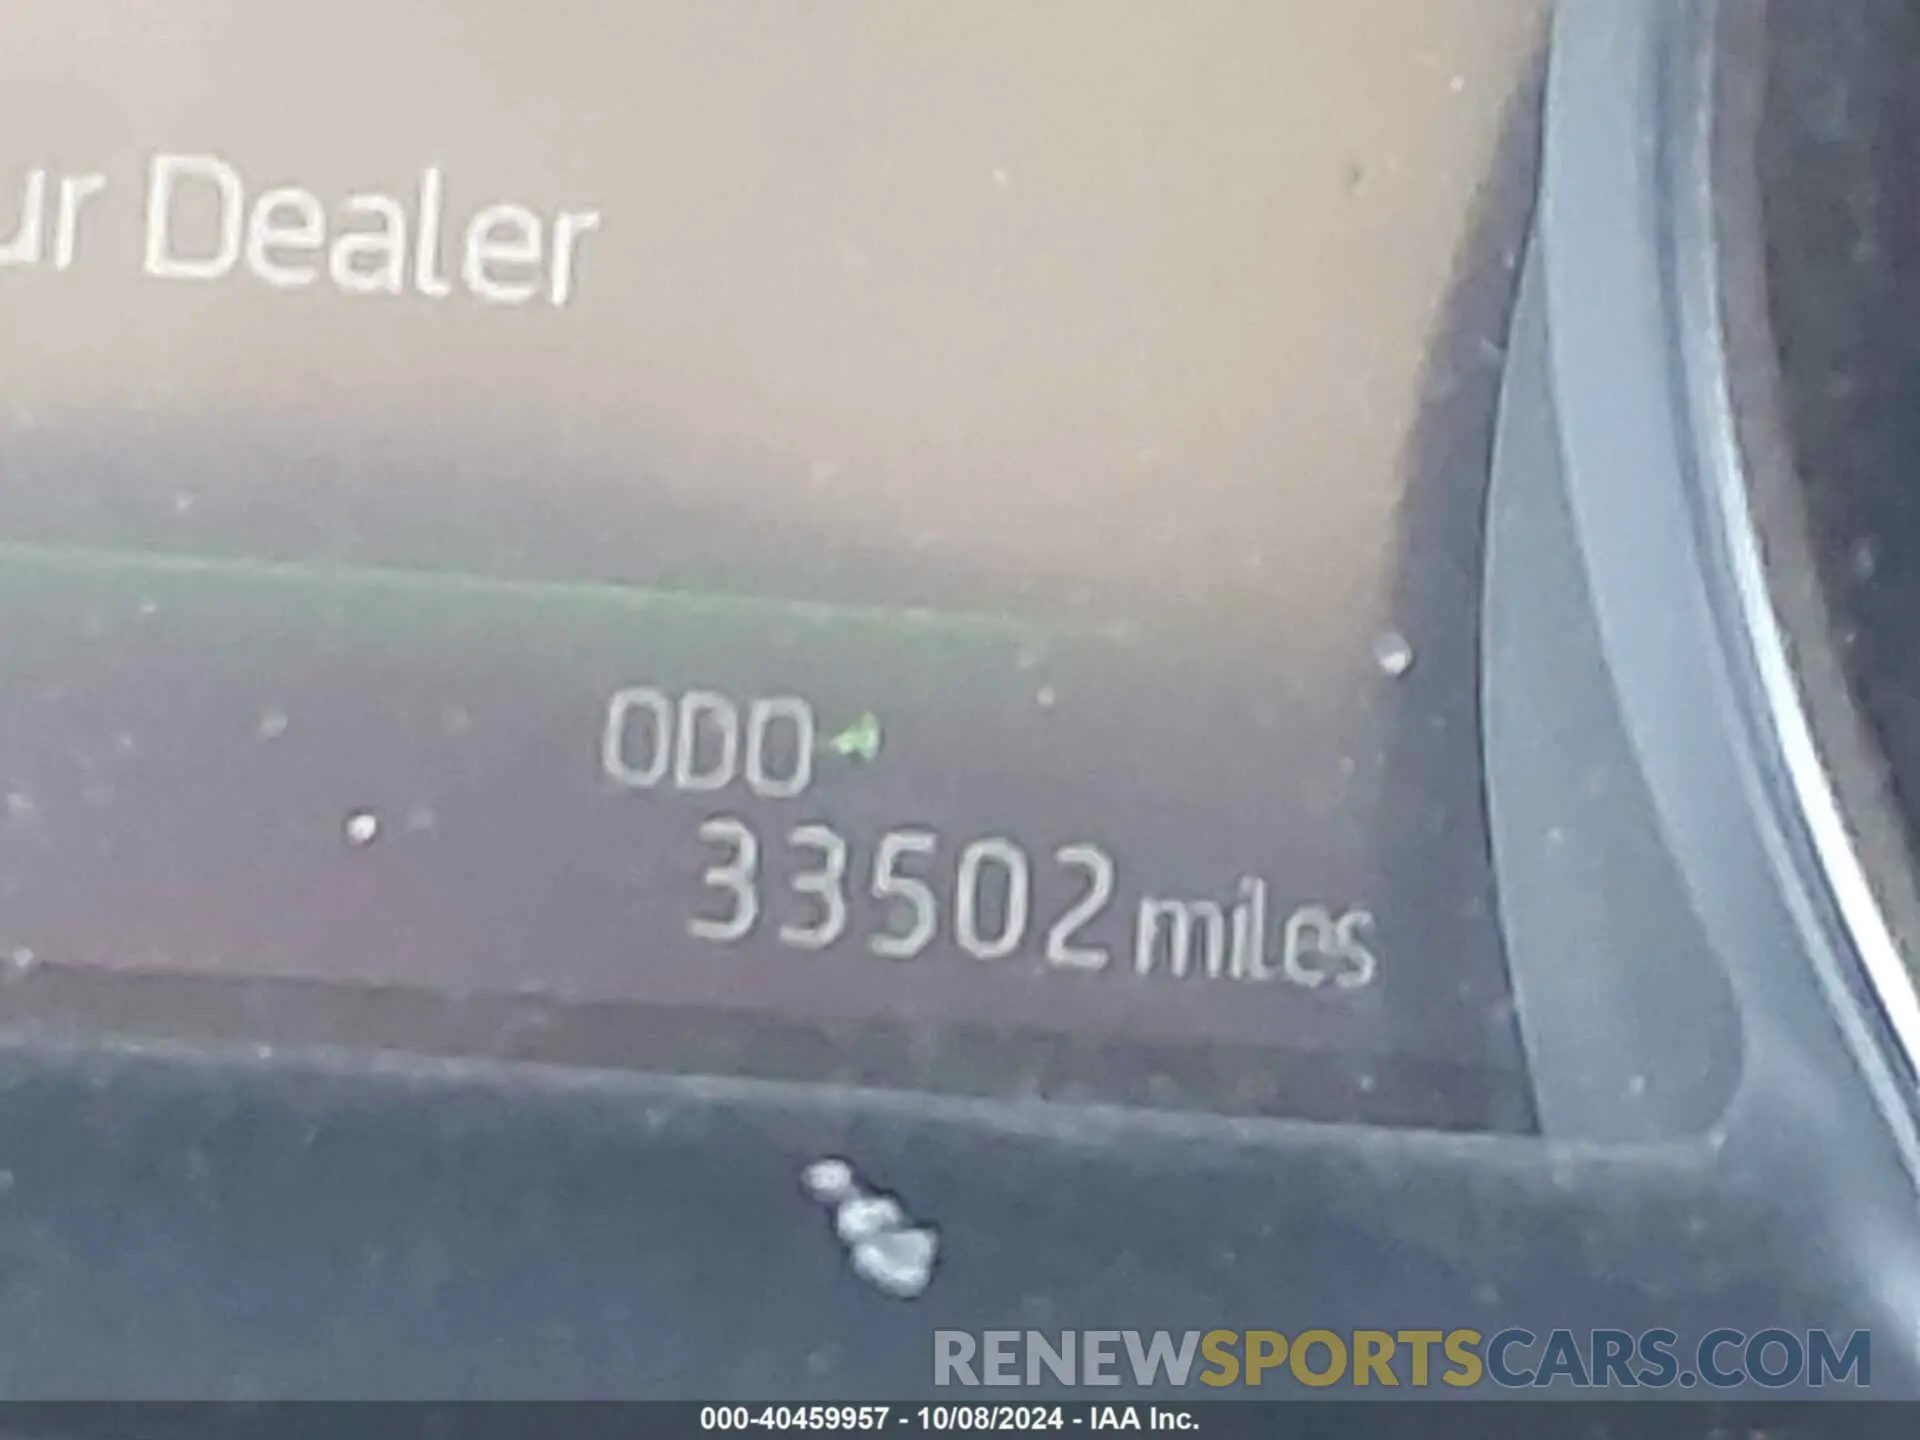 ur Dealer
ODO
33502 miles
RENEWSPORTSCARS.COM
000-40459957 - 10/08/2024 - IAA Inc.